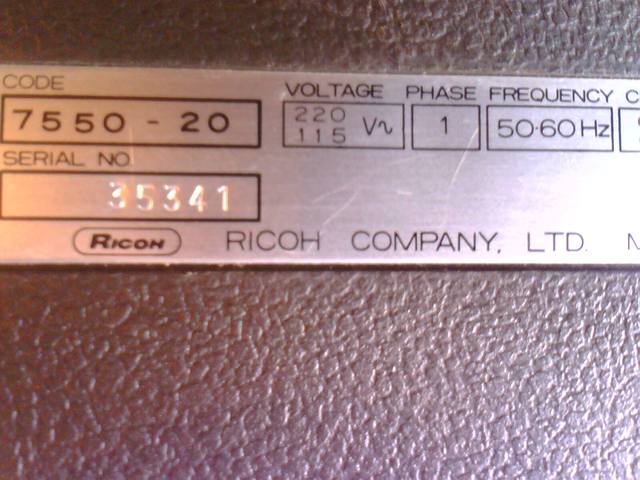 CODE VOLTAGE PHASE FREQUENCY
7550-20 220 115 V~ 1 50·60Hz
SERIAL NO.
35341
RICOH RICOH COMPANY, LTD.